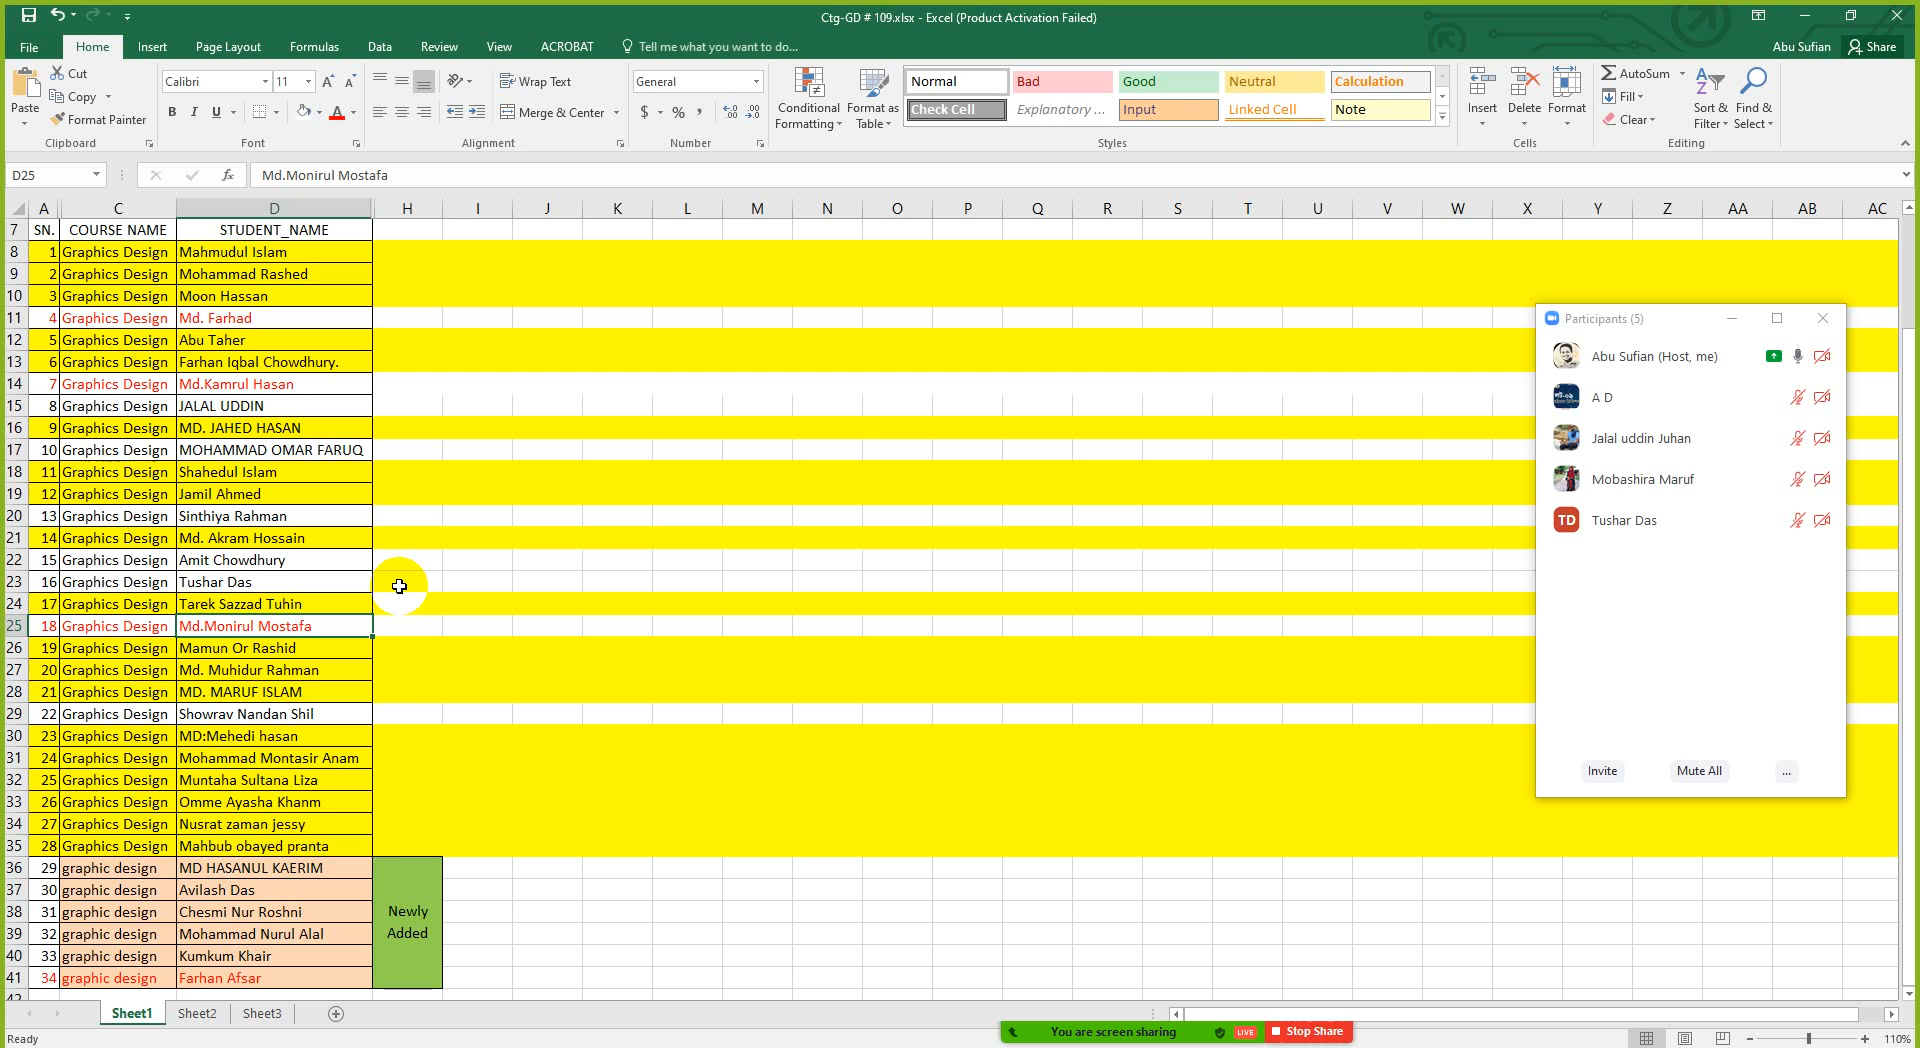 Ctg-GD # 109.xlsx - Excel (Product Activation Failed)
File Home Insert Page Layout Formulas Data Review View ACROBAT Tell me what you want to do... Abu Sufian Share
Paste Cut Copy Format Painter Clipboard
Calibri 11 B I U A Font
Wrap Text Merge & Center Alignment
General $ % Number
Conditional Formatting Format as Table
Normal Bad Good Neutral Calculation
Check Cell Explanatory ... Input Linked Cell Note
Styles
Insert Delete Format Cells
AutoSum Fill Clear Sort & Filter Find & Select Editing
D25 fx Md.Monirul Mostafa
A C D H I J K L M N O P Q R S T U V W X Y Z AA AB AC
7 SN. COURSE NAME STUDENT_NAME
8 1 Graphics Design Mahmudul Islam
9 2 Graphics Design Mohammad Rashed
10 3 Graphics Design Moon Hassan
11 4 Graphics Design Md. Farhad
12 5 Graphics Design Abu Taher
13 6 Graphics Design Farhan Iqbal Chowdhury.
14 7 Graphics Design Md.Kamrul Hasan
15 8 Graphics Design JALAL UDDIN
16 9 Graphics Design MD. JAHED HASAN
17 10 Graphics Design MOHAMMAD OMAR FARUQ
18 11 Graphics Design Shahedul Islam
19 12 Graphics Design Jamil Ahmed
20 13 Graphics Design Sinthiya Rahman
21 14 Graphics Design Md. Akram Hossain
22 15 Graphics Design Amit Chowdhury
23 16 Graphics Design Tushar Das
24 17 Graphics Design Tarek Sazzad Tuhin
25 18 Graphics Design Md.Monirul Mostafa
26 19 Graphics Design Mamun Or Rashid
27 20 Graphics Design Md. Muhidur Rahman
28 21 Graphics Design MD. MARUF ISLAM
29 22 Graphics Design Showrav Nandan Shil
30 23 Graphics Design MD:Mehedi hasan
31 24 Graphics Design Mohammad Montasir Anam
32 25 Graphics Design Muntaha Sultana Liza
33 26 Graphics Design Omme Ayasha Khanm
34 27 Graphics Design Nusrat zaman jessy
35 28 Graphics Design Mahbub obayed pranta
36 29 graphic design MD HASANUL KAERIM
37 30 graphic design Avilash Das
38 31 graphic design Chesmi Nur Roshni
39 32 graphic design Mohammad Nurul Alal
40 33 graphic design Kumkum Khair
41 34 graphic design Farhan Afsar
42
Newly
Added
Participants (5)
Abu Sufian (Host, me)
A D
Jalal uddin Juhan
Mobashira Maruf
TD Tushar Das
Invite Mute All ...
Sheet1 Sheet2 Sheet3
You are screen sharing LIVE Stop Share
Ready 110%